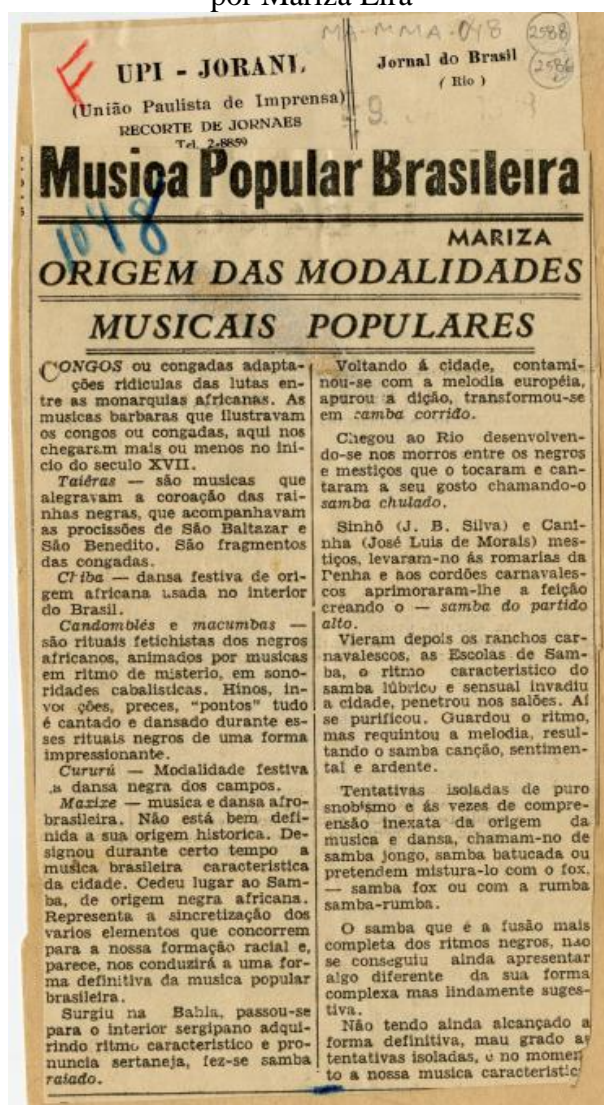 por Mariza Lira
MA-MMA-048
2588
2586
UPI - JORANL,
(União Paulista de Imprensa)
RECORTE DE JORNAES
Tel. 2-8859
Jornal do Brasil
( Rio )
Musica Popular Brasileira
1048
MARIZA
ORIGEM DAS MODALIDADES
MUSICAIS POPULARES
CONGOS ou congadas adapta-
ções ridiculas das lutas en-
tre as monarquias africanas. As
musicas barbaras que ilustravam
os congos ou congadas, aqui nos
chegaram mais ou menos no ini-
cio do seculo XVII.
Taiêras — são musicas que
alegravam a coroação das rai-
nhas negras, que acompanhavam
as procissões de São Baltazar e
São Benedito. São fragmentos
das congadas.
Chiba — dansa festiva de ori-
gem africana usada no interior
do Brasil.
Candomblés e macumbas —
são rituais fetichistas dos negros
africanos, animados por musicas
em ritmo de misterio, em sono-
ridades cabalisticas. Hinos, in-
vo ções, preces, "pontos" tudo
é cantado e dansado durante es-
ses rituais negros de uma forma
impressionante.
Cururú — Modalidade festiva
a dansa negra dos campos.
Maxixe — musica e dansa afro-
brasileira. Não está bem defi-
nida a sua origem historica. De-
signou durante certo tempo a
musica brasileira caracteristica
da cidade. Cedeu lugar ao Sam-
ba, de origem negra africana.
Representa a sincretização dos
varios elementos que concorrem
para a nossa formação racial e,
parece, nos conduzirá a uma for-
ma definitiva da musica popular
brasileira.
Surgiu na Bahia, passou-se
para o interior sergipano adqui-
rindo ritmo caracteristico e pro-
nuncia sertaneja, fez-se samba
raiado.
Voltando á cidade, contami-
nou-se com a melodia européia,
apurou a dição, transformou-se
em samba corrido.
Chegou ao Rio desenvolven-
do-se nos morros entre os negros
e mestiços que o tocaram e can-
taram a seu gosto chamando-o
samba chulado.
Sinhô (J. B. Silva) e Cani-
nha (José Luis de Morais) mes-
tiços, levaram-no ás romarias da
Penha e aos cordões carnavales-
cos aprimoraram-lhe a feição
creando o — samba do partido
alto.
Vieram depois os ranchos car-
navalescos, as Escolas de Sam-
ba, o ritmo caracteristico do
samba lúbrico e sensual invadiu
a cidade, penetrou nos salões. Aí
se purificou. Guardou o ritmo,
mas requintou a melodia, resul-
tando o samba canção, sentimen-
tal e ardente.
Tentativas isoladas de puro
snobismo e ás vezes de compre-
ensão inexata da origem da
musica e dansa, chamam-no de
samba jongo, samba batucada ou
pretendem mistura-lo com o fox,
— samba fox ou com a rumba
samba-rumba.
O samba que é a fusão mais
completa dos ritmos negros, não
se conseguiu ainda apresentar
algo diferente da sua forma
complexa mas lindamente suges-
tiva.
Não tendo ainda alcançado a
forma definitiva, mau grado as
tentativas isoladas, é no momen-
to a nossa musica caracteristic